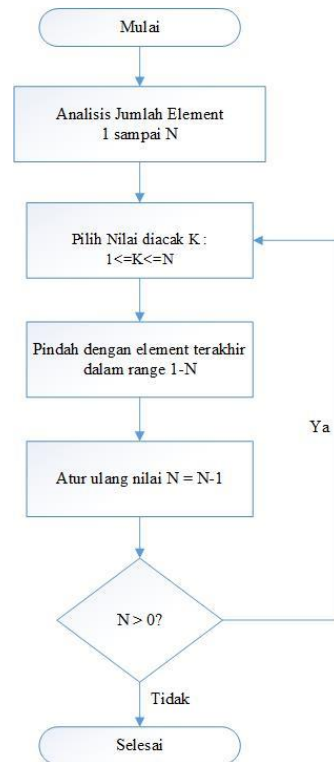 Mulai
Analisis Jumlah Element
1 sampai N
Pilih Nilai diacak K :
1<=K<=N
Pindah dengan element terakhir
dalam range 1-N
Atur ulang nilai N = N-1
Ya
N > 0?
Tidak
Selesai